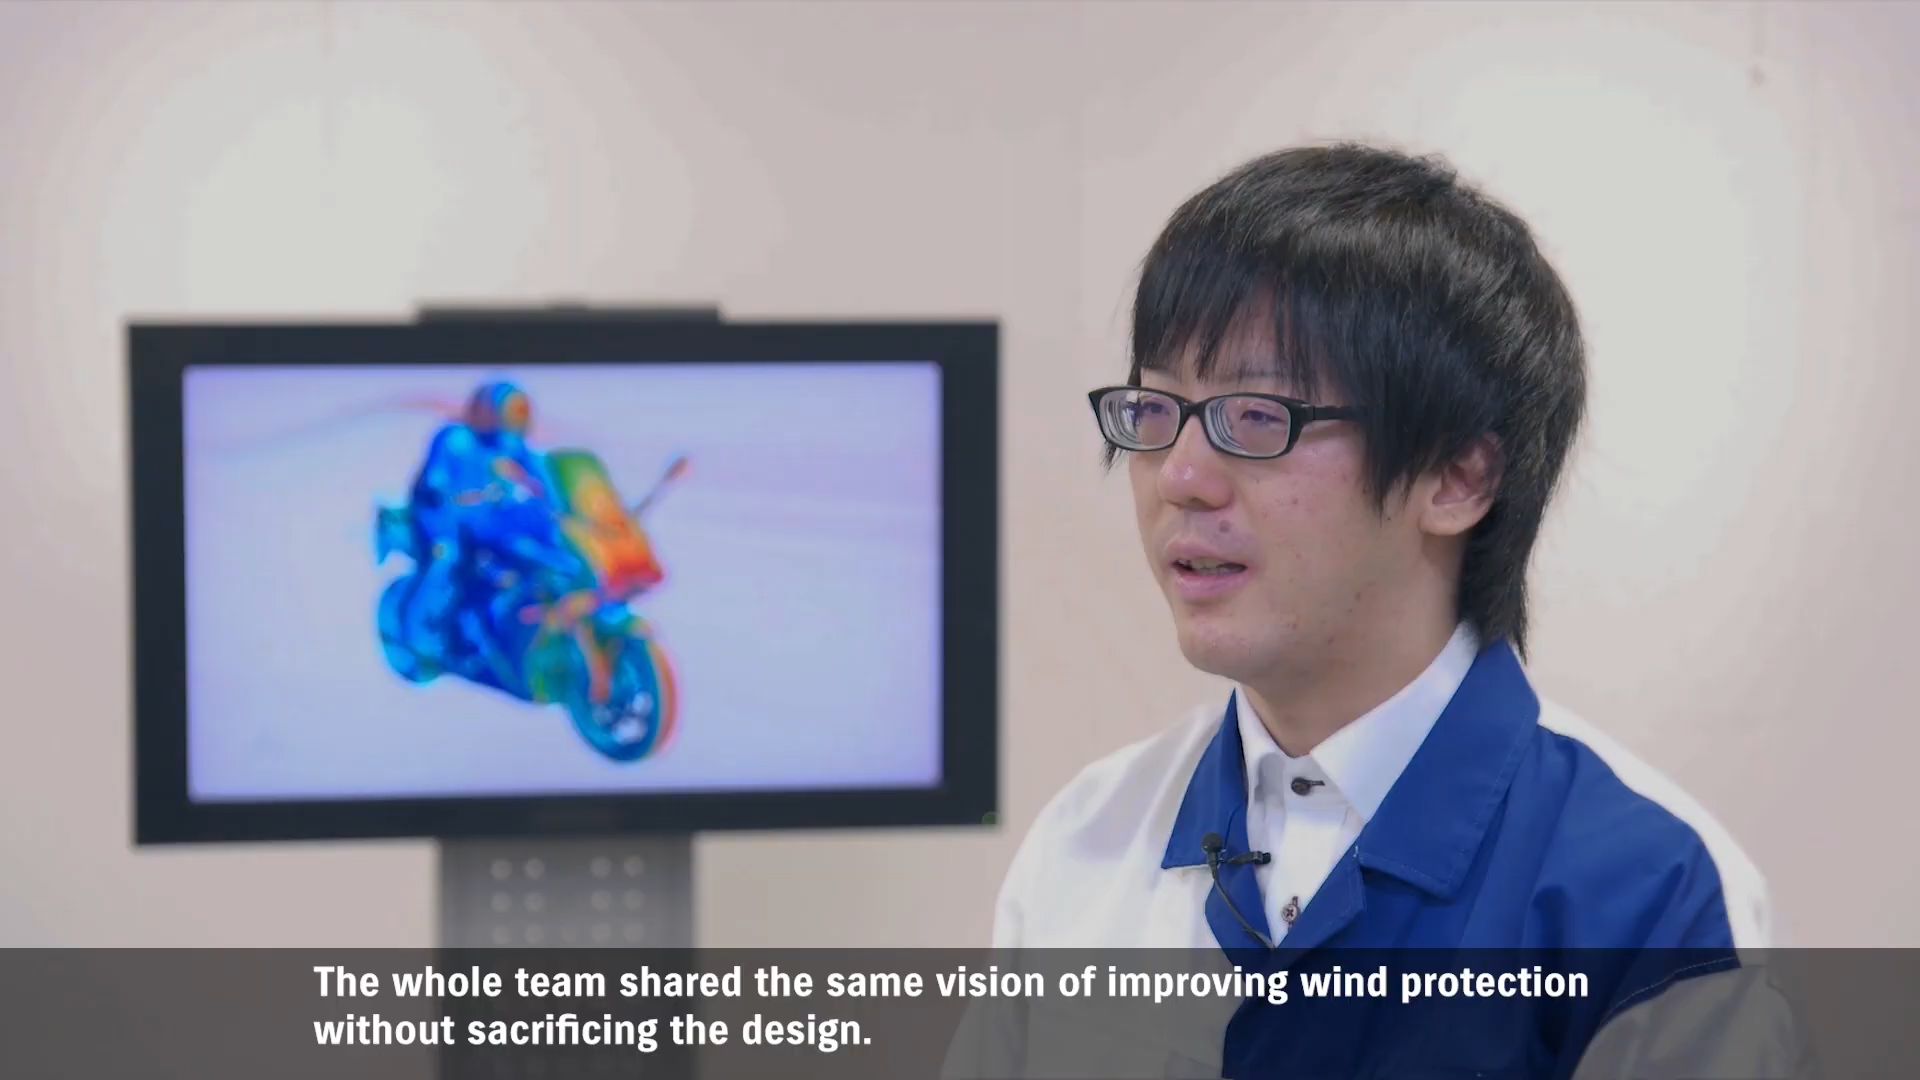 The whole team shared the same vision of improving wind protection
without sacrificing the design.